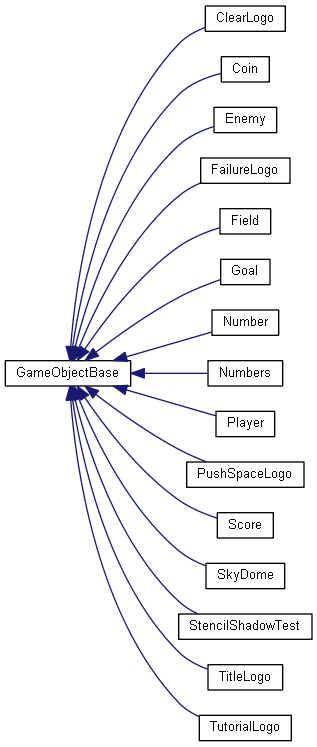 ClearLogo
Coin
Enemy
FailureLogo
Field
Goal
Number
GameObjectBase
Numbers
Player
PushSpaceLogo
Score
SkyDome
StencilShadowTest
TitleLogo
TutorialLogo